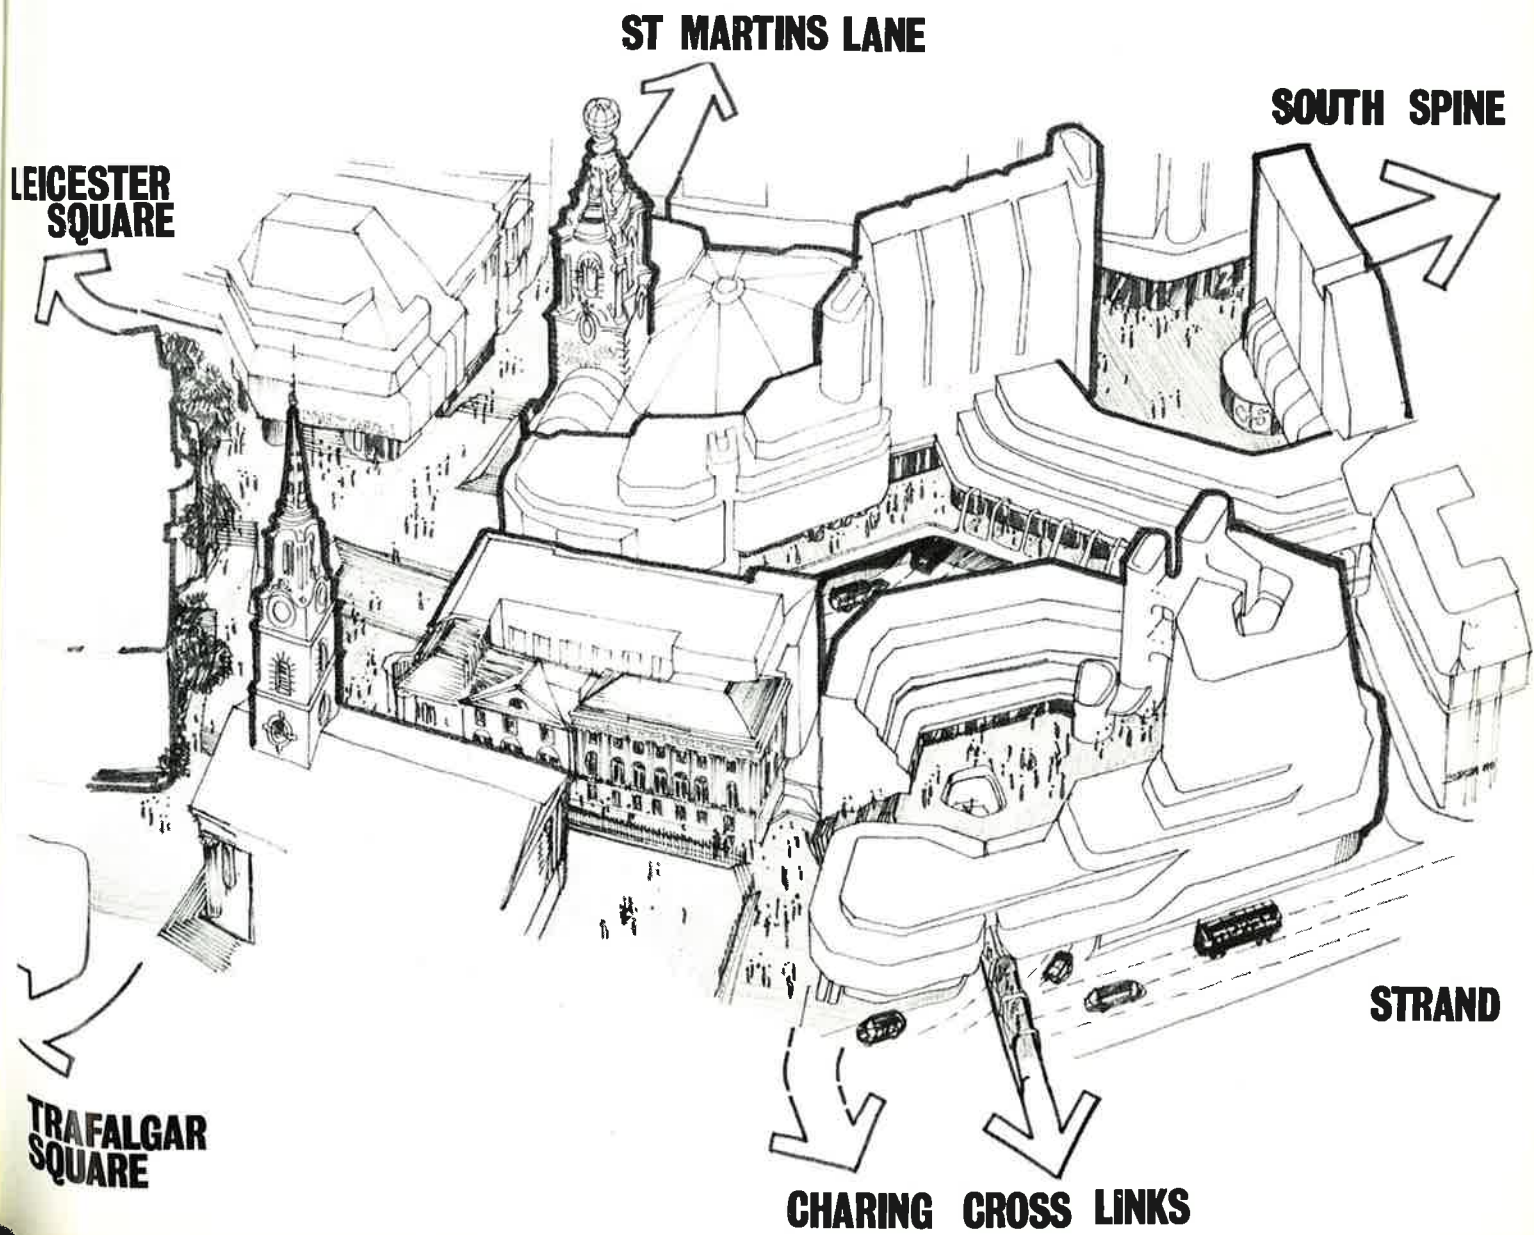 ST MARTINS LANE
SOUTH SPINE
LEICESTER
SQUARE
STRAND
TRAFALGAR
SQUARE
CHARING CROSS LINKS